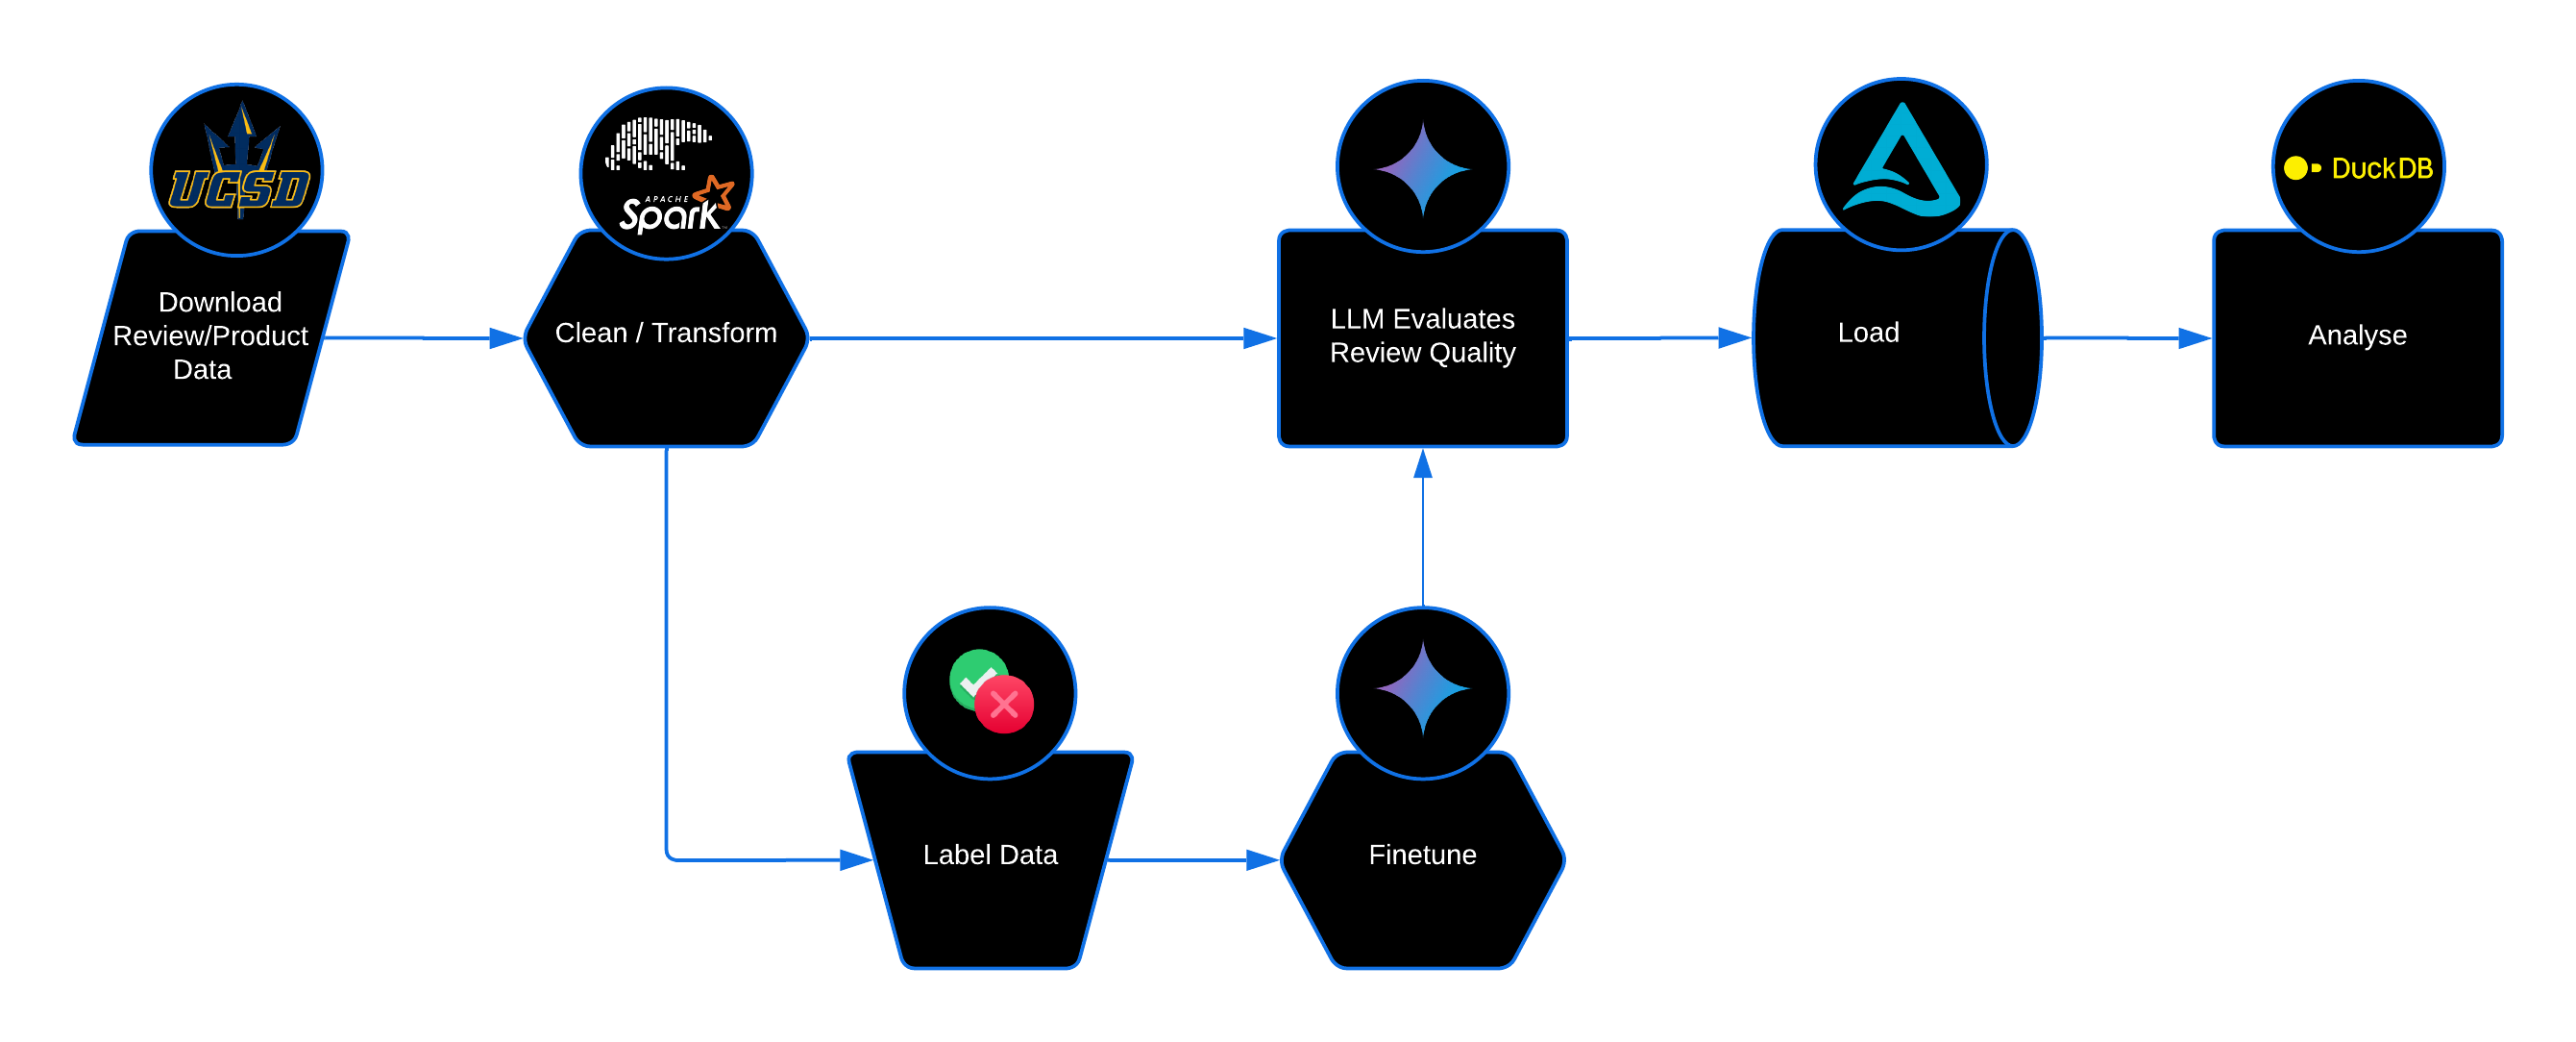 UCSD
APACHE
Spark
DuckDB
Download
Review/Product
Data
Clean / Transform
LLM Evaluates
Review Quality
Load
Analyse
Label Data
Finetune